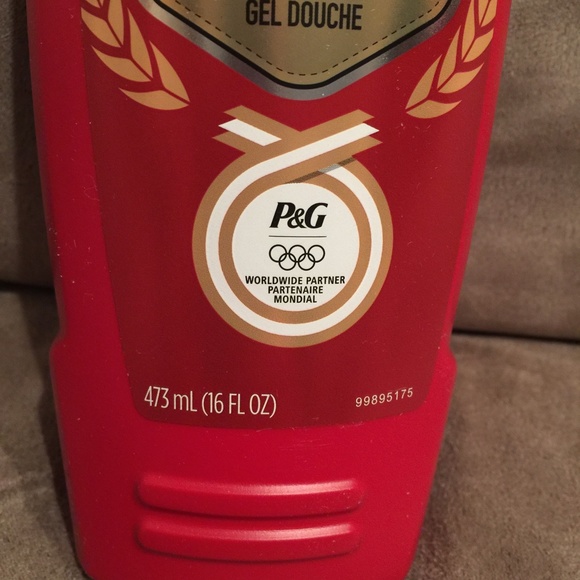 GEL DOUCHE
P&G
WORLDWIDE PARTNER
PARTENAIRE
MONDIAL
473 mL (16 FL OZ)
99895175